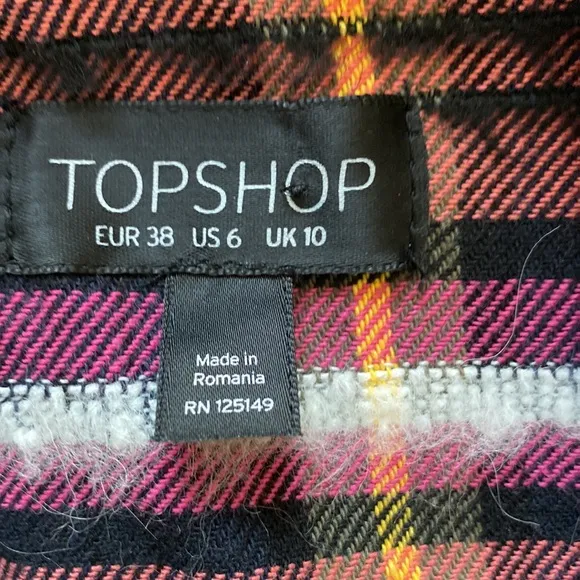 TOPSHOP
EUR 38 US 6 UK 10
Made in
Romania
RN 125149